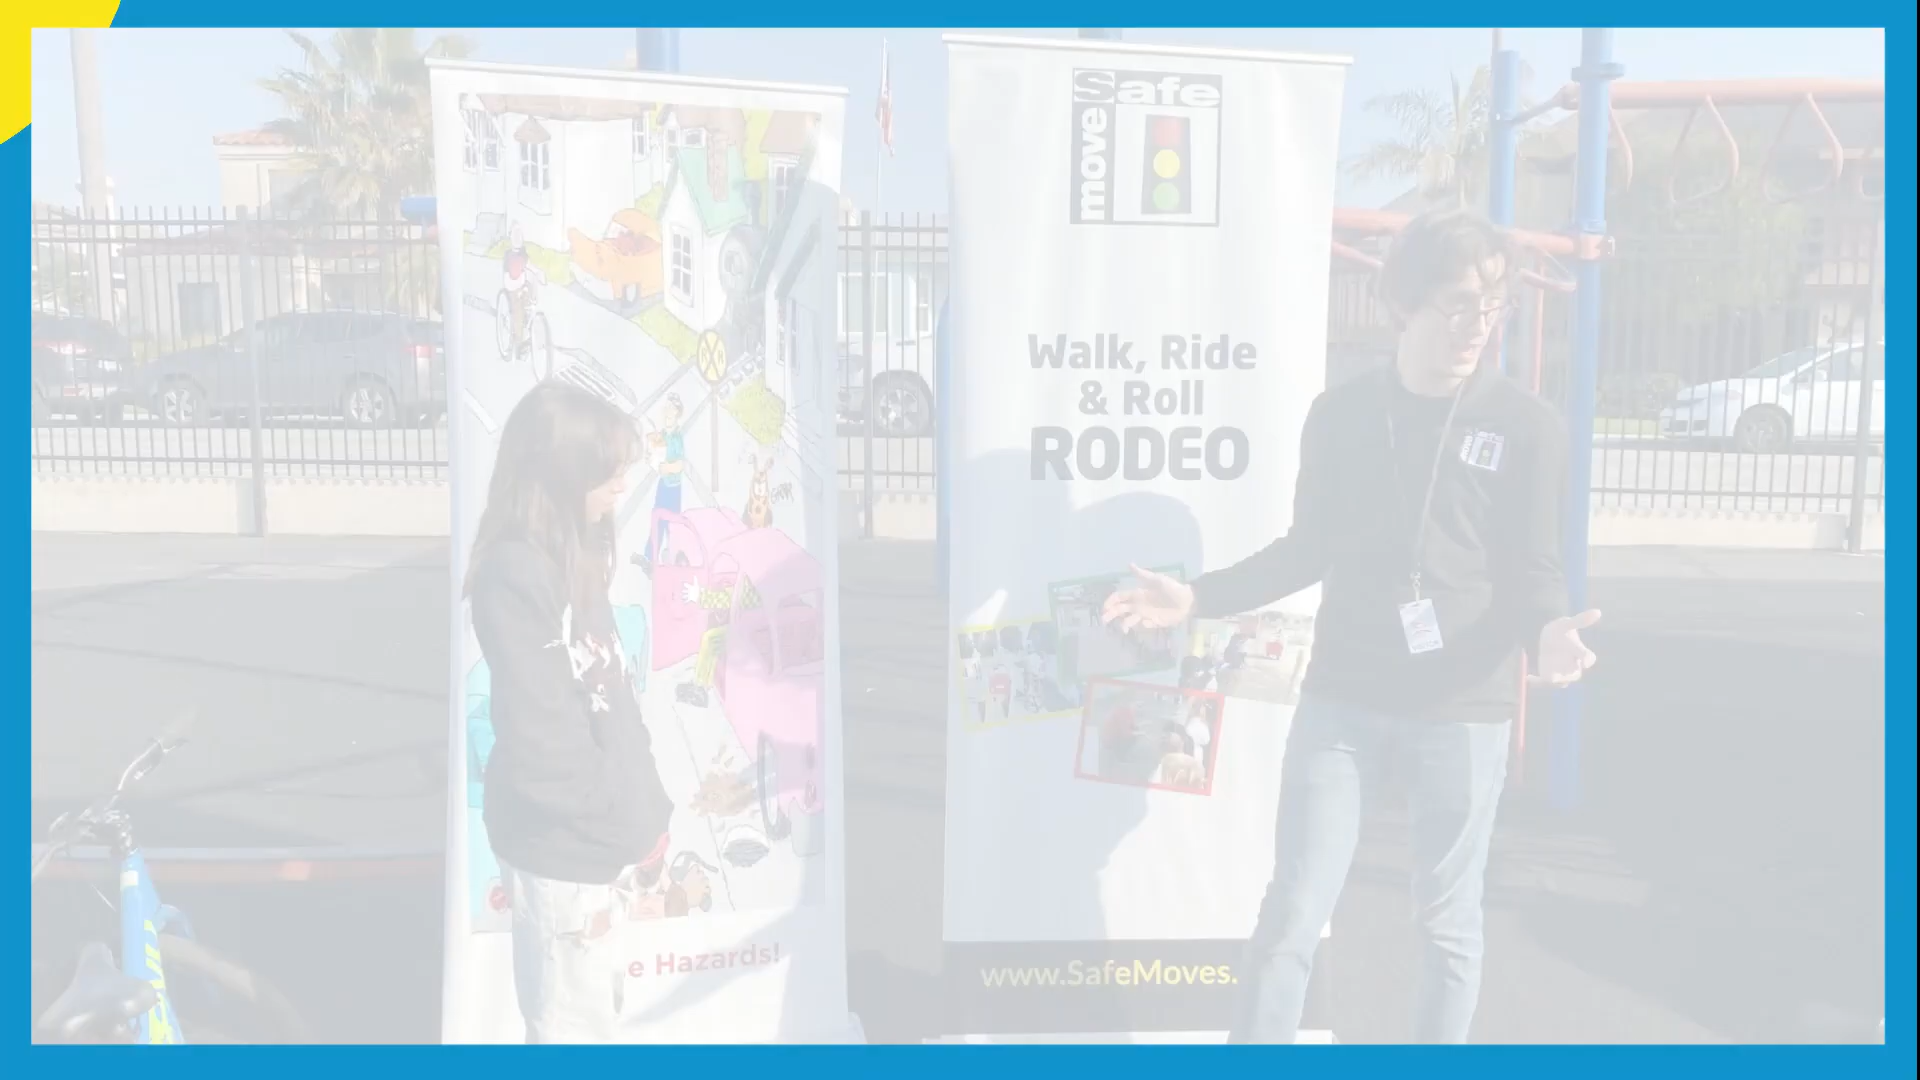 Safe
move
Walk, Ride
& Roll
RODEO
e Hazards!
www.SafeMoves.